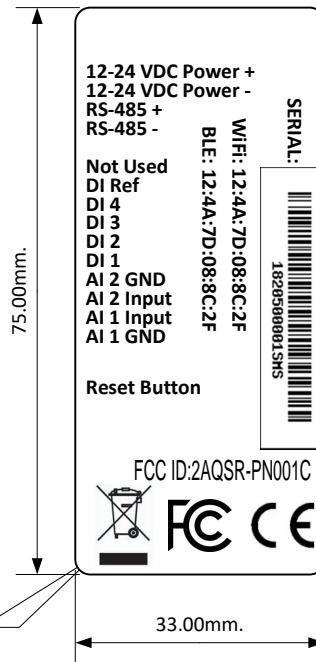 12-24 VDC Power +
12-24 VDC Power -
RS-485 +
RS-485 -
Not Used
DI Ref
DI 4
DI 3
DI 2
DI 1
AI 2 GND
AI 2 Input
AI 1 Input
AI 1 GND
Reset Button
SERIAL:
WiFi: 12:4A:7D:08:8C:2F
BLE: 12:4A:7D:08:8C:2F
1820500001SMS
FCC ID:2AQSR-PN001C
FC CE
75.00mm.
33.00mm.